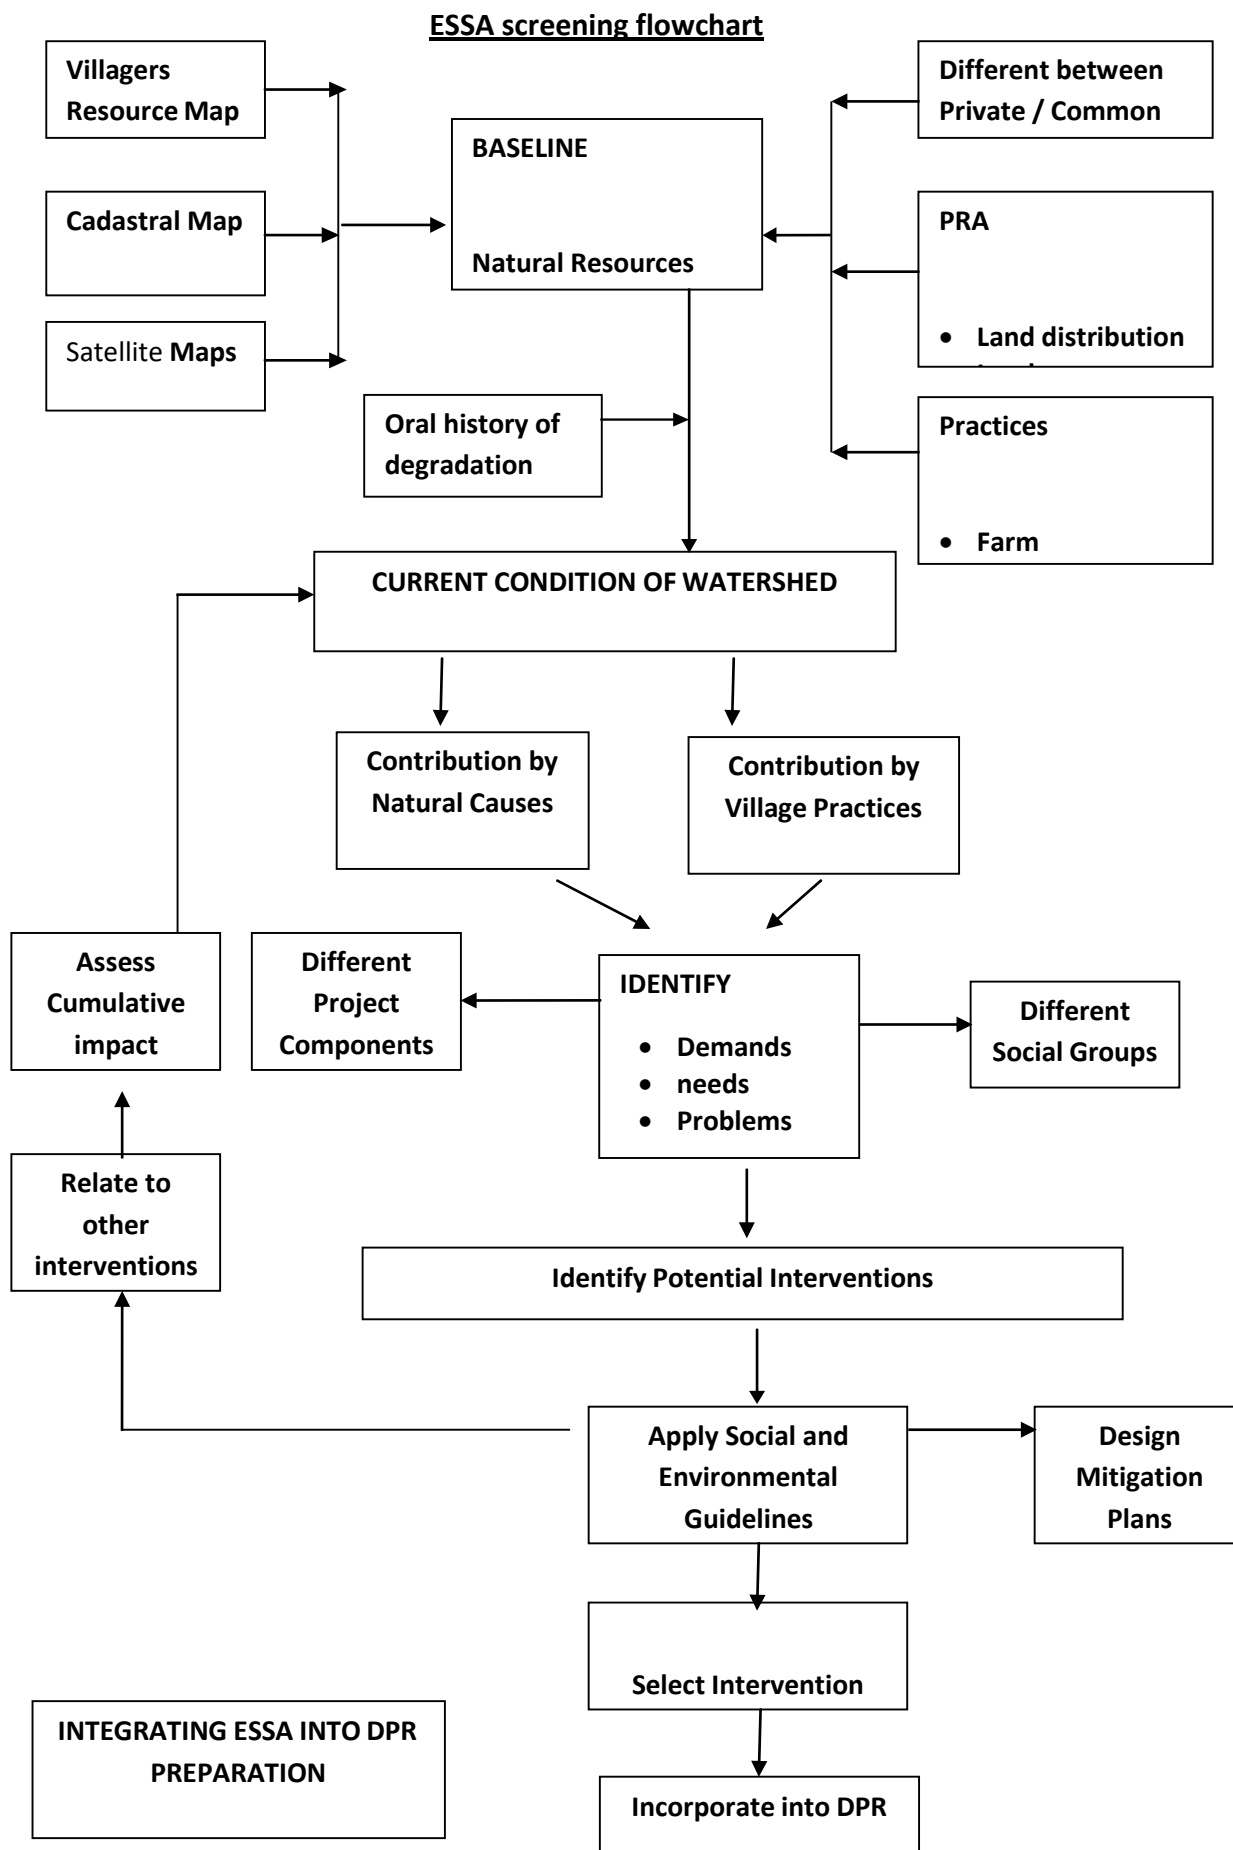 ESSA screening flowchart
Villagers
Resource Map
Different between
Private / Common
BASELINE
Natural Resources
Cadastral Map
PRA
• Land distribution
Satellite Maps
Oral history of
degradation
Practices
• Farm
CURRENT CONDITION OF WATERSHED
Contribution by
Natural Causes
Contribution by
Village Practices
Assess
Cumulative
impact
Different
Project
Components
IDENTIFY
• Demands
• needs
• Problems
Different
Social Groups
Relate to
other
interventions
Identify Potential Interventions
Apply Social and
Environmental
Guidelines
Design
Mitigation
Plans
Select Intervention
INTEGRATING ESSA INTO DPR
PREPARATION
Incorporate into DPR